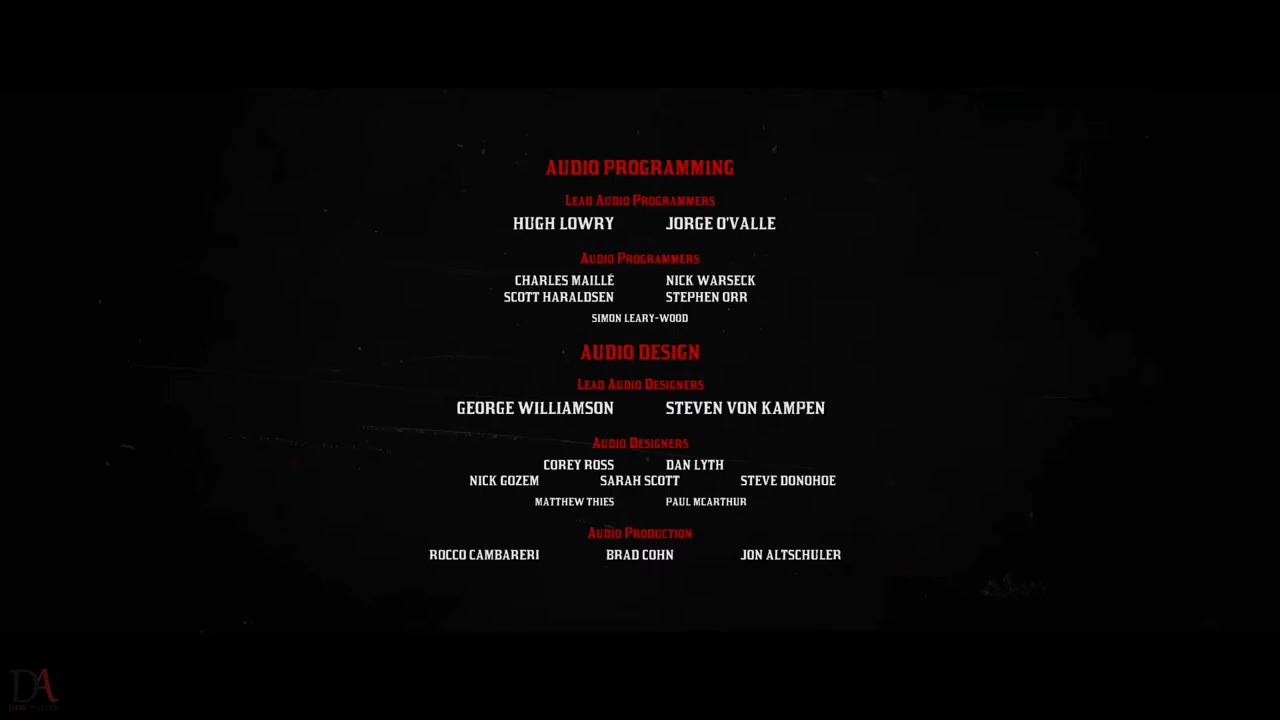 AUDIO PROGRAMMING
LEAD AUDIO PROGRAMMERS
HUGH LOWRY JORGE O'VALLE
AUDIO PROGRAMMERS
CHARLES MAILLÉ NICK WARSECK
SCOTT HARALDSEN STEPHEN ORR
SIMON LEARY-WOOD
AUDIO DESIGN
LEAD AUDIO DESIGNERS
GEORGE WILLIAMSON STEVEN VON KAMPEN
AUDIO DESIGNERS
COREY ROSS DAN LYTH
NICK GOZEM SARAH SCOTT STEVE DONOHOE
MATTHEW THIES PAUL MCARTHUR
AUDIO PRODUCTION
ROCCO CAMBARERI BRAD COHN JON ALTSCHULER
DA
DARK